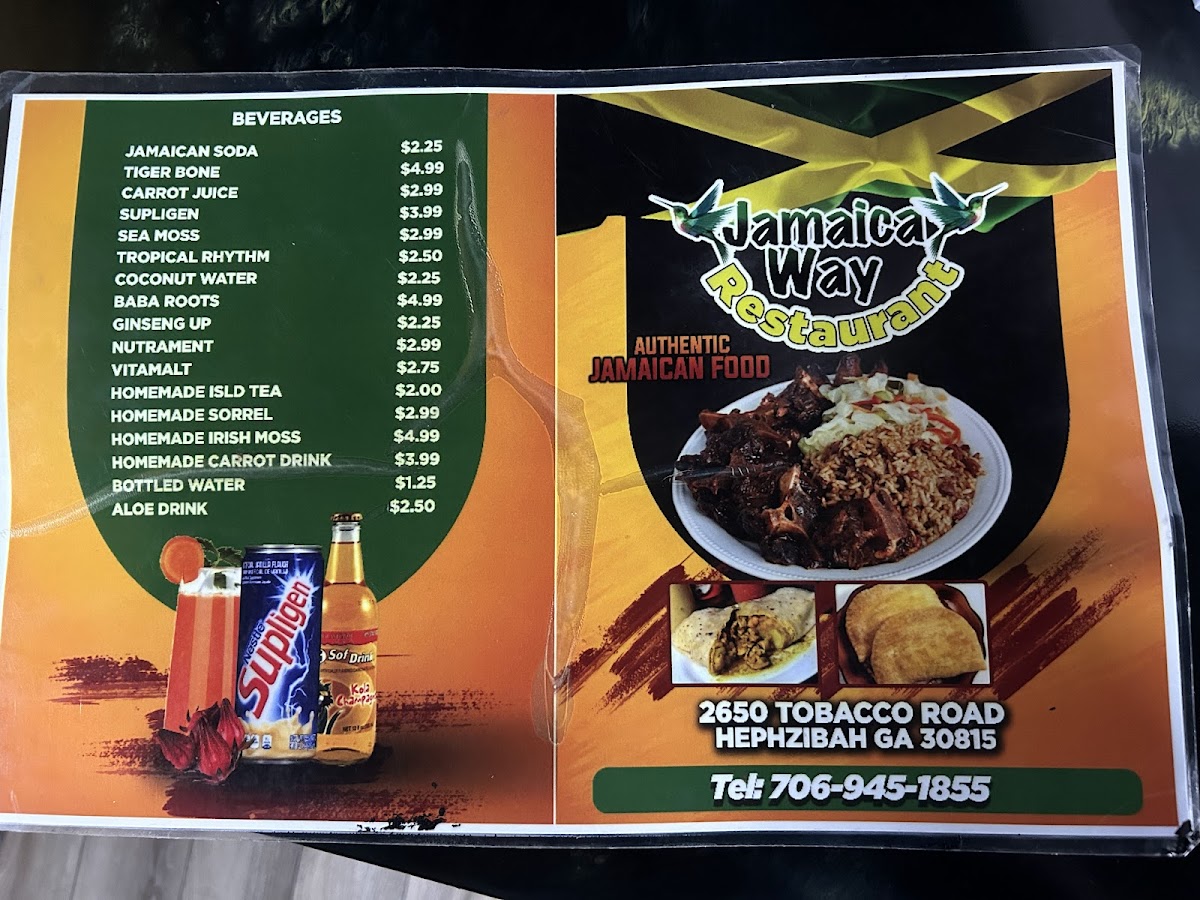 BEVERAGES
JAMAICAN SODA $2.25
TIGER BONE $4.99
CARROT JUICE $2.99
SUPLIGEN $3.99
SEA MOSS $2.99
TROPICAL RHYTHM $2.50
COCONUT WATER $2.25
BABA ROOTS $4.99
GINSENG UP $2.25
NUTRAMENT $2.99
VITAMALT $2.75
HOMEMADE ISLD TEA $2.00
HOMEMADE SORREL $2.99
HOMEMADE IRISH MOSS $4.99
HOMEMADE CARROT DRINK $3.99
BOTTLED WATER $1.25
ALOE DRINK $2.50
Nestlé
Supligen
Sof Drink
Kola
Champagne
Jamaica
Way
Restaurant
AUTHENTIC
JAMAICAN FOOD
2650 TOBACCO ROAD
HEPHZIBAH GA 30815
Tel: 706-945-1855